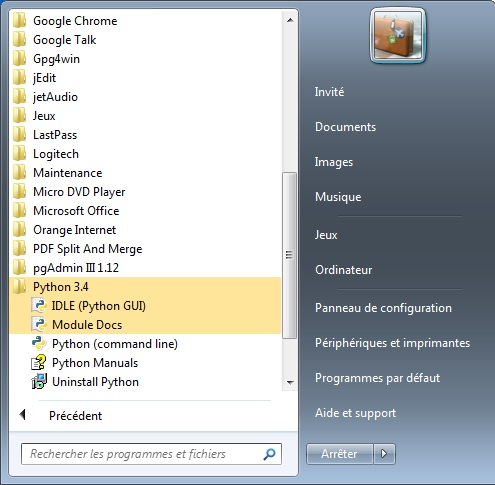 Google Chrome
Google Talk
Gpg4win
jEdit
jetAudio
Jeux
LastPass
Logitech
Maintenance
Micro DVD Player
Microsoft Office
Orange Internet
PDF Split And Merge
pgAdmin III 1.12
Python 3.4
IDLE (Python GUI)
Module Docs
Python (command line)
Python Manuals
Uninstall Python
Précédent
Rechercher les programmes et fichiers
Invité
Documents
Images
Musique
Jeux
Ordinateur
Panneau de configuration
Périphériques et imprimantes
Programmes par défaut
Aide et support
Arrêter